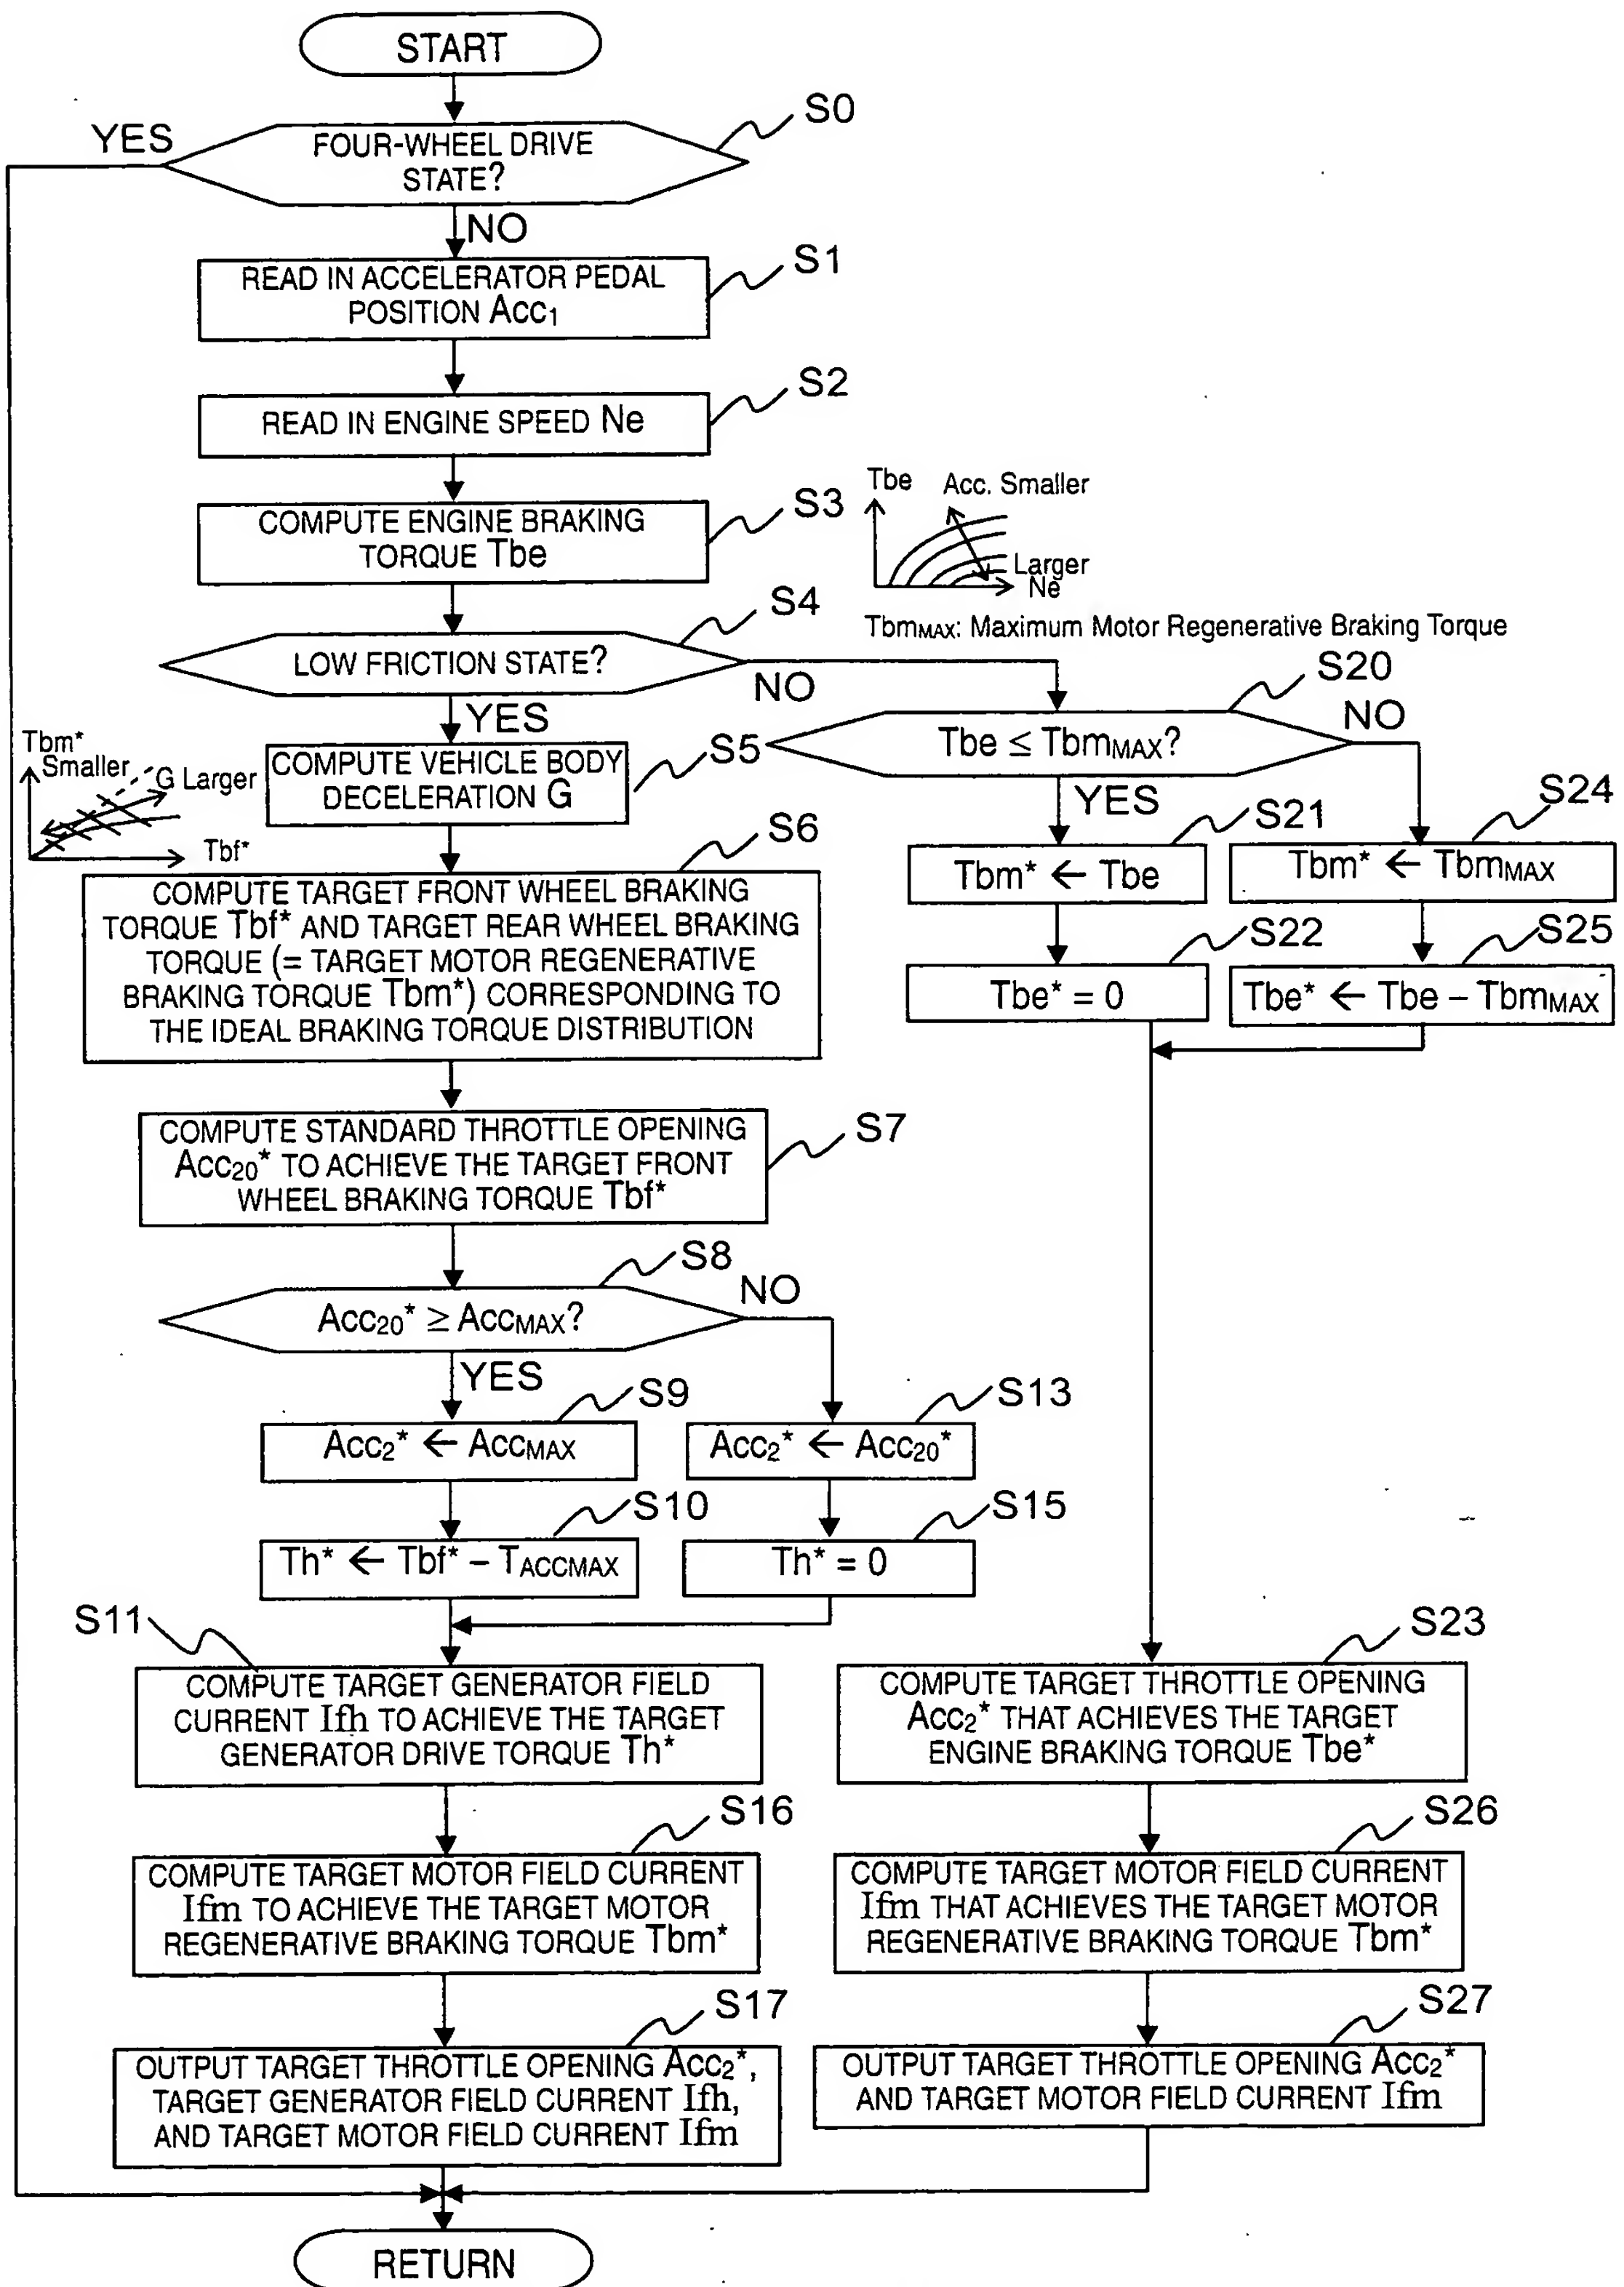 START
S0
YES
FOUR-WHEEL DRIVE
STATE?
NO
S1
READ IN ACCELERATOR PEDAL
POSITION Acc1
S2
READ IN ENGINE SPEED Ne
S3
COMPUTE ENGINE BRAKING
TORQUE Tbe
Tbe
Acc. Smaller
Larger
Ne
TbmMAX: Maximum Motor Regenerative Braking Torque
S4
LOW FRICTION STATE?
NO
YES
S20
TbE ≤ TbmMAX?
NO
YES
Tbm*
Smaller
G Larger
Tbf*
S5
COMPUTE VEHICLE BODY
DECELERATION G
S6
COMPUTE TARGET FRONT WHEEL BRAKING
TORQUE Tbf* AND TARGET REAR WHEEL BRAKING
TORQUE (= TARGET MOTOR REGENERATIVE
BRAKING TORQUE Tbm*) CORRESPONDING TO
THE IDEAL BRAKING TORQUE DISTRIBUTION
S21
Tbm* ← Tbe
S24
Tbm* ← TbmMAX
S22
Tbe* = 0
S25
Tbe* ← Tbe – TbmMAX
S7
COMPUTE STANDARD THROTTLE OPENING
Acc20* TO ACHIEVE THE TARGET FRONT
WHEEL BRAKING TORQUE Tbf*
S8
Acc20* ≥ AccMAX?
NO
YES
S9
Acc2* ← AccMAX
S13
Acc2* ← Acc20*
S10
Th* ← Tbf* – TACCMAX
S15
Th* = 0
S11
COMPUTE TARGET GENERATOR FIELD
CURRENT Ifh TO ACHIEVE THE TARGET
GENERATOR DRIVE TORQUE Th*
S23
COMPUTE TARGET THROTTLE OPENING
Acc2* THAT ACHIEVES THE TARGET
ENGINE BRAKING TORQUE Tbe*
S16
COMPUTE TARGET MOTOR FIELD CURRENT
Ifm TO ACHIEVE THE TARGET MOTOR
REGENERATIVE BRAKING TORQUE Tbm*
S26
COMPUTE TARGET MOTOR FIELD CURRENT
Ifm THAT ACHIEVES THE TARGET MOTOR
REGENERATIVE BRAKING TORQUE Tbm*
S17
OUTPUT TARGET THROTTLE OPENING Acc2*,
TARGET GENERATOR FIELD CURRENT Ifh,
AND TARGET MOTOR FIELD CURRENT Ifm
S27
OUTPUT TARGET THROTTLE OPENING Acc2*
AND TARGET MOTOR FIELD CURRENT Ifm
RETURN